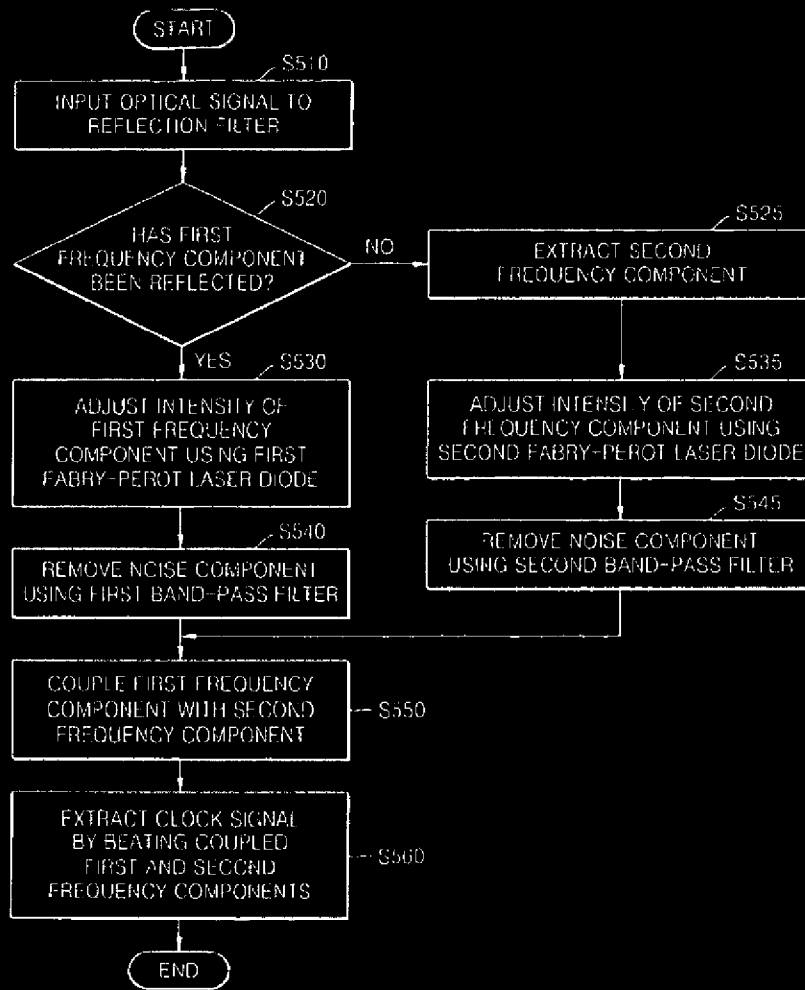 START
S510
INPUT OPTICAL SIGNAL TO
REFLECTION FILTER
S520
HAS FIRST
FREQUENCY COMPONENT
BEEN REFLECTED?
NO
S525
EXTRACT SECOND
FREQUENCY COMPONENT
YES
S530
ADJUST INTENSITY OF
FIRST FREQUENCY
COMPONENT USING FIRST
FABRY-PEROT LASER DIODE
S535
ADJUST INTENSITY OF SECOND
FREQUENCY COMPONENT USING
SECOND FABRY-PEROT LASER DIODE
S540
REMOVE NOISE COMPONENT
USING FIRST BAND-PASS FILTER
S545
REMOVE NOISE COMPONENT
USING SECOND BAND-PASS FILTER
COUPLE FIRST FREQUENCY
COMPONENT WITH SECOND
FREQUENCY COMPONENT
S550
EXTRACT CLOCK SIGNAL
BY BEATING COUPLED
FIRST AND SECOND
FREQUENCY COMPONENTS
S560
END